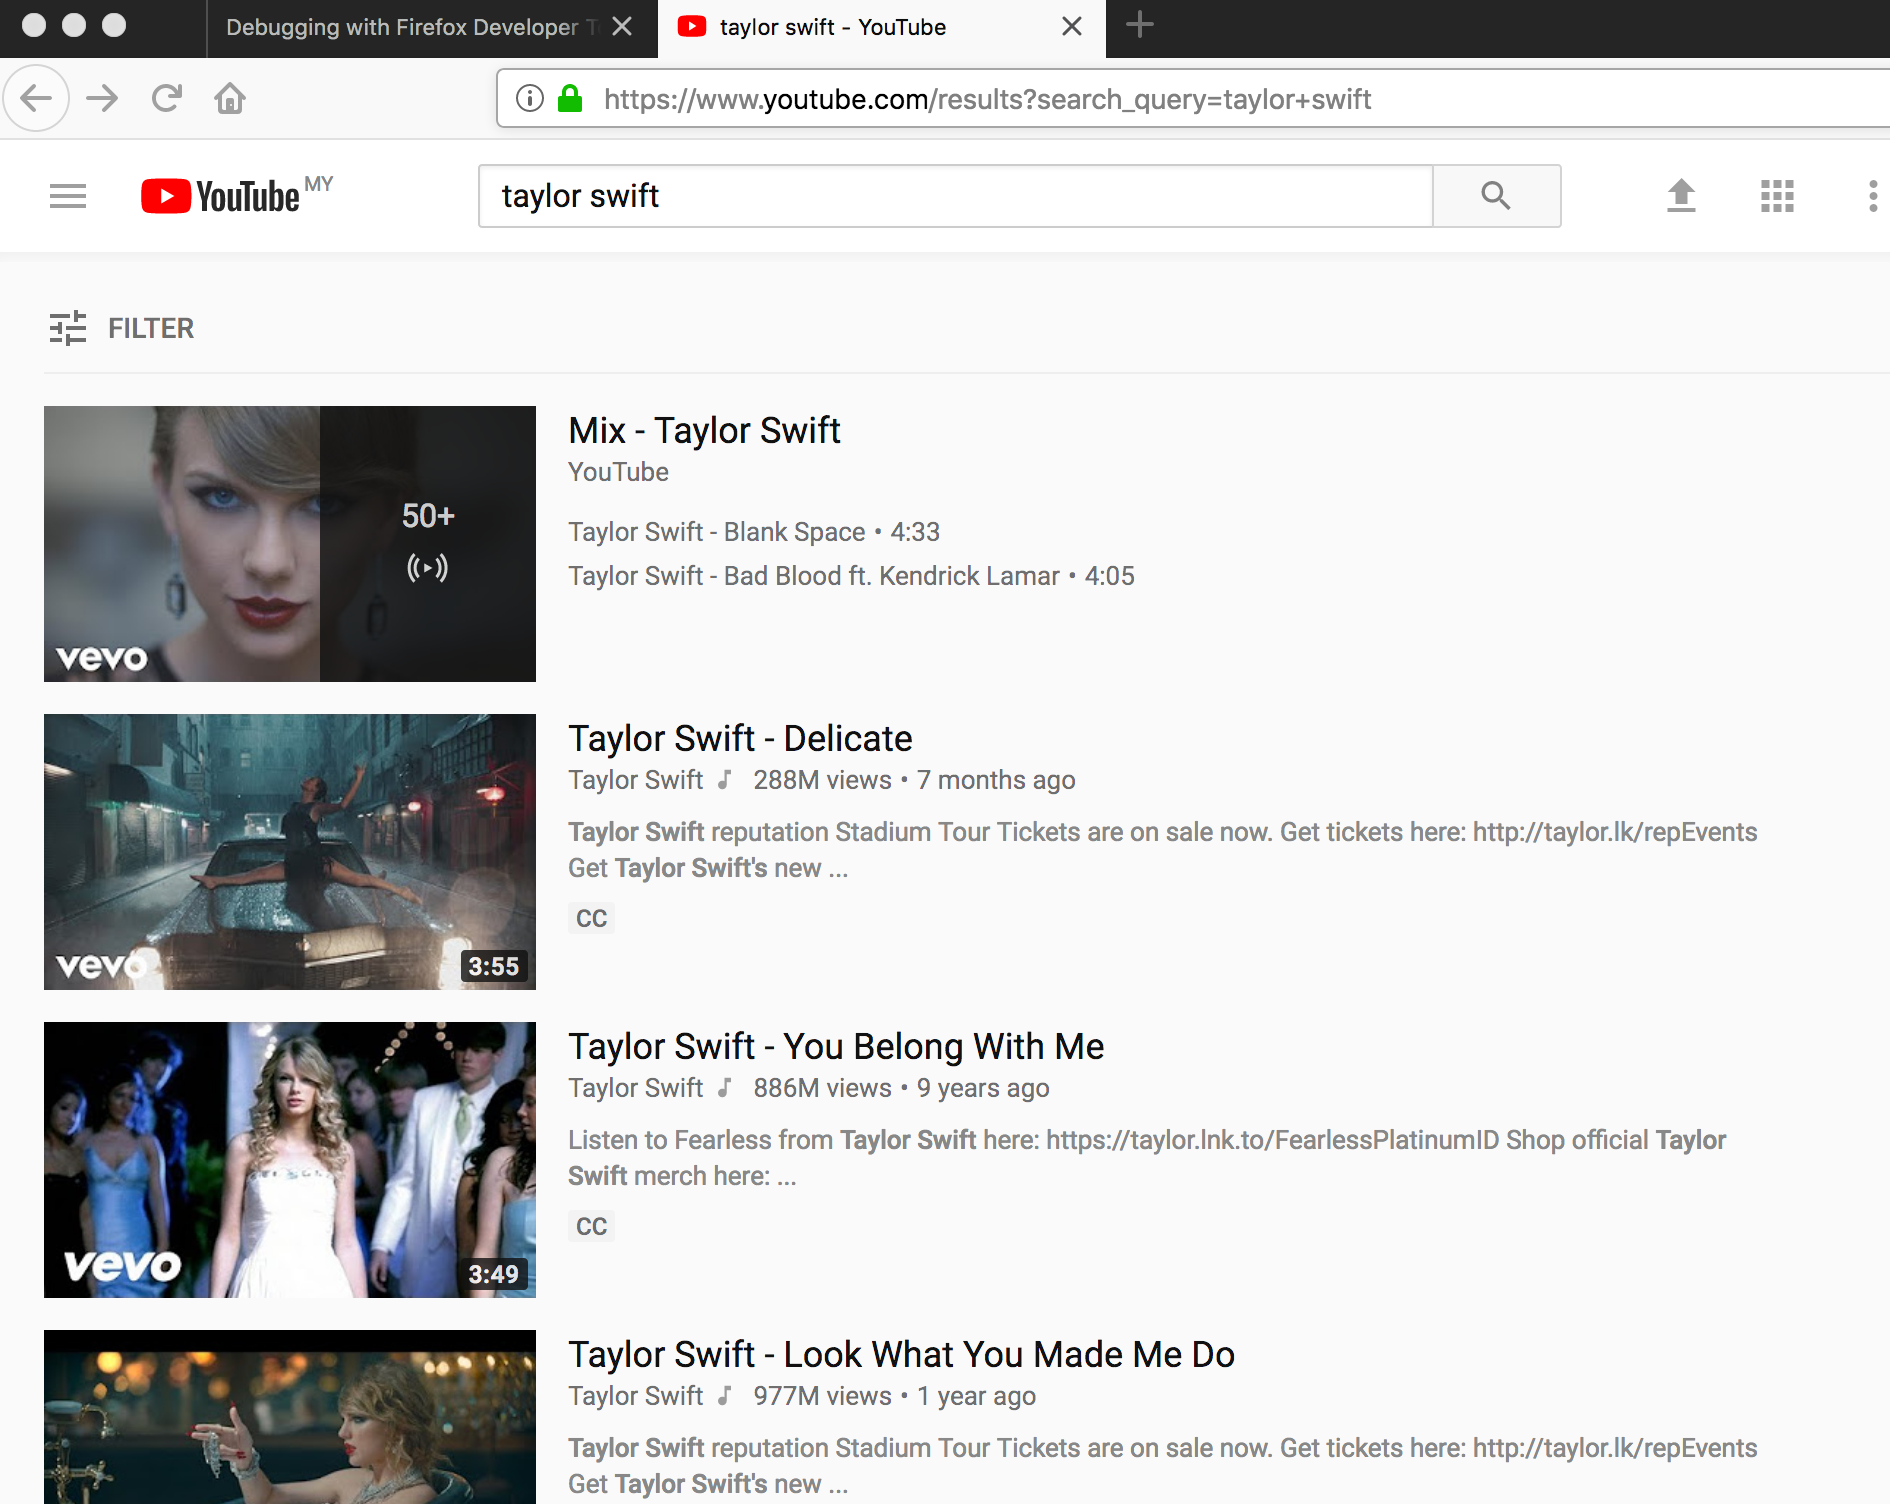 Debugging with Firefox Developer
taylor swift - YouTube
https://www.youtube.com/results?search_query=taylor+swift
YouTube MY
taylor swift
FILTER
50+
vevo
Mix - Taylor Swift
YouTube
Taylor Swift - Blank Space • 4:33
Taylor Swift - Bad Blood ft. Kendrick Lamar • 4:05
vevo
3:55
Taylor Swift - Delicate
Taylor Swift 288M views • 7 months ago
Taylor Swift reputation Stadium Tour Tickets are on sale now. Get tickets here: http://taylor.lk/repEvents
Get Taylor Swift's new ...
CC
vevo
3:49
Taylor Swift - You Belong With Me
Taylor Swift 886M views • 9 years ago
Listen to Fearless from Taylor Swift here: https://taylor.lnk.to/FearlessPlatinumID Shop official Taylor
Swift merch here: ...
CC
Taylor Swift - Look What You Made Me Do
Taylor Swift 977M views • 1 year ago
Taylor Swift reputation Stadium Tour Tickets are on sale now. Get tickets here: http://taylor.lk/repEvents
Get Taylor Swift's new ...